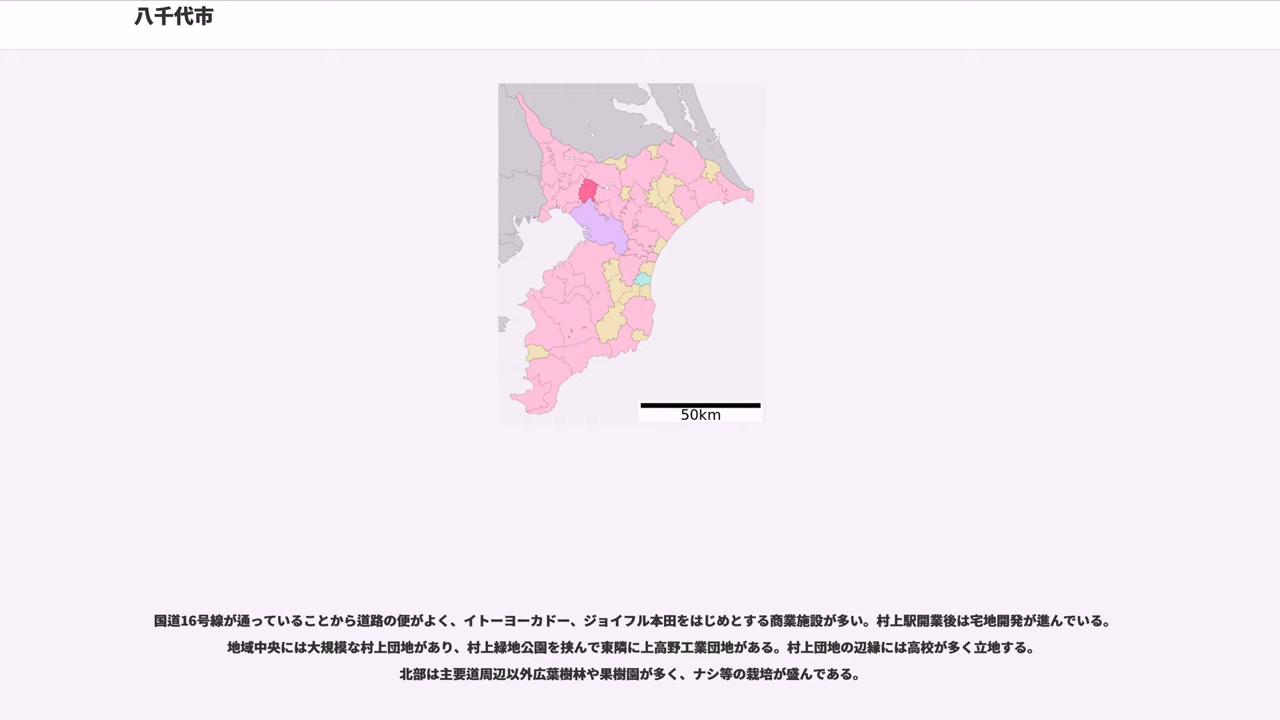 八千代市
50km
国道16号線が通っていることから道路の便がよく、イトーヨーカドー、ジョイフル本田をはじめとする商業施設が多い。村上駅開業後は宅地開発が進んでいる。
地域中央には大規模な村上団地があり、村上緑地公園を挟んで東隣に上高野工業団地がある。村上団地の辺縁には高校が多く立地する。
北部は主要道周辺以外広葉樹林や果樹園が多く、ナシ等の栽培が盛んである。